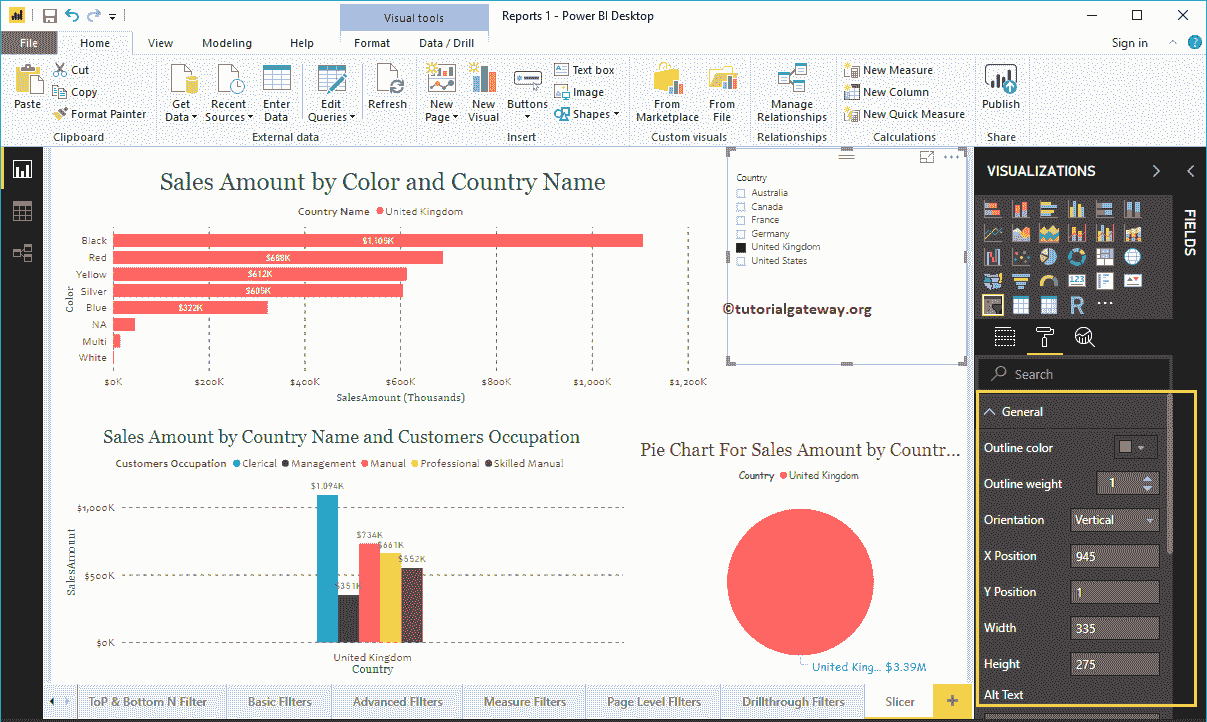 Visual tools
Reports 1 - Power BI Desktop
File Home View Modeling Help Format Data / Drill Sign in
Paste
Cut
Copy
Format Painter
Clipboard
Get Data
Recent Sources
Enter Data
Edit Queries
External data
Refresh
New Page
New Visual
Buttons
Text box
Image
Shapes
Insert
From Marketplace
From File
Custom visuals
Manage Relationships
Relationships
New Measure
New Column
New Quick Measure
Calculations
Publish
Share
Sales Amount by Color and Country Name
Country Name United Kingdom
Color
Black $1,105K
Red $688K
Yellow $612K
Silver $605K
Blue $322K
NA
Multi
White
$0K $200K $400K $600K $800K $1,000K $1,200K
SalesAmount (Thousands)
Country
Australia
Canada
France
Germany
United Kingdom
United States
©tutorialgateway.org
Sales Amount by Country Name and Customers Occupation
Customers Occupation Clerical Management Manual Professional Skilled Manual
SalesAmount
$1,000K
$500K
$0K
$1,094K
$351K
$734K
$661K
$552K
United Kingdom
Country
Pie Chart For Sales Amount by Countr...
Country United Kingdom
United King... $3.39M
VISUALIZATIONS
FIELDS
123
R
Search
General
Outline color
Outline weight 1
Orientation Vertical
X Position 945
Y Position 1
Width 335
Height 275
Alt Text
ToP & Bottom N Filter Basic FIlters Advanced FIlters Measure Filters Page Level FIlters Drillthrough Filters Slicer